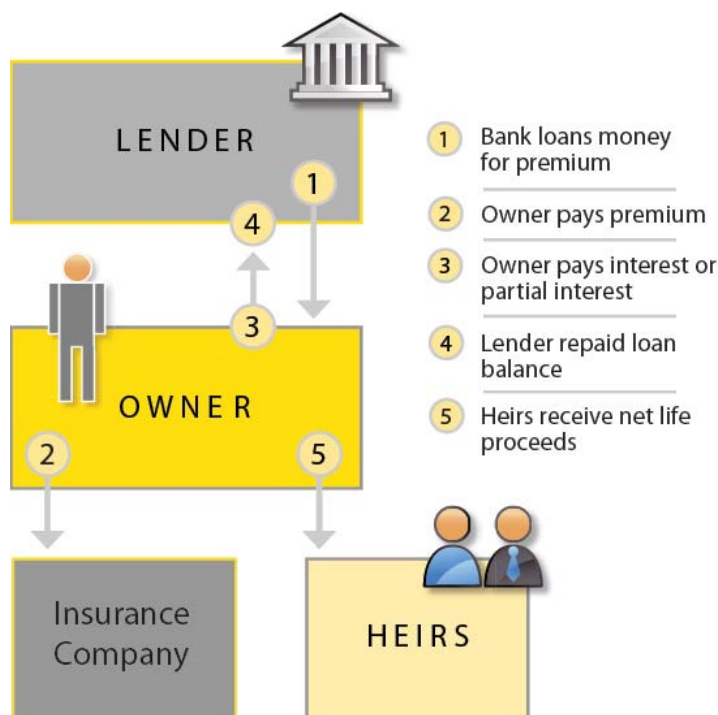 LENDER
1
4
3
OWNER
2
5
Insurance
Company
HEIRS
1 Bank loans money
for premium
2 Owner pays premium
3 Owner pays interest or
partial interest
4 Lender repaid loan
balance
5 Heirs receive net life
proceeds